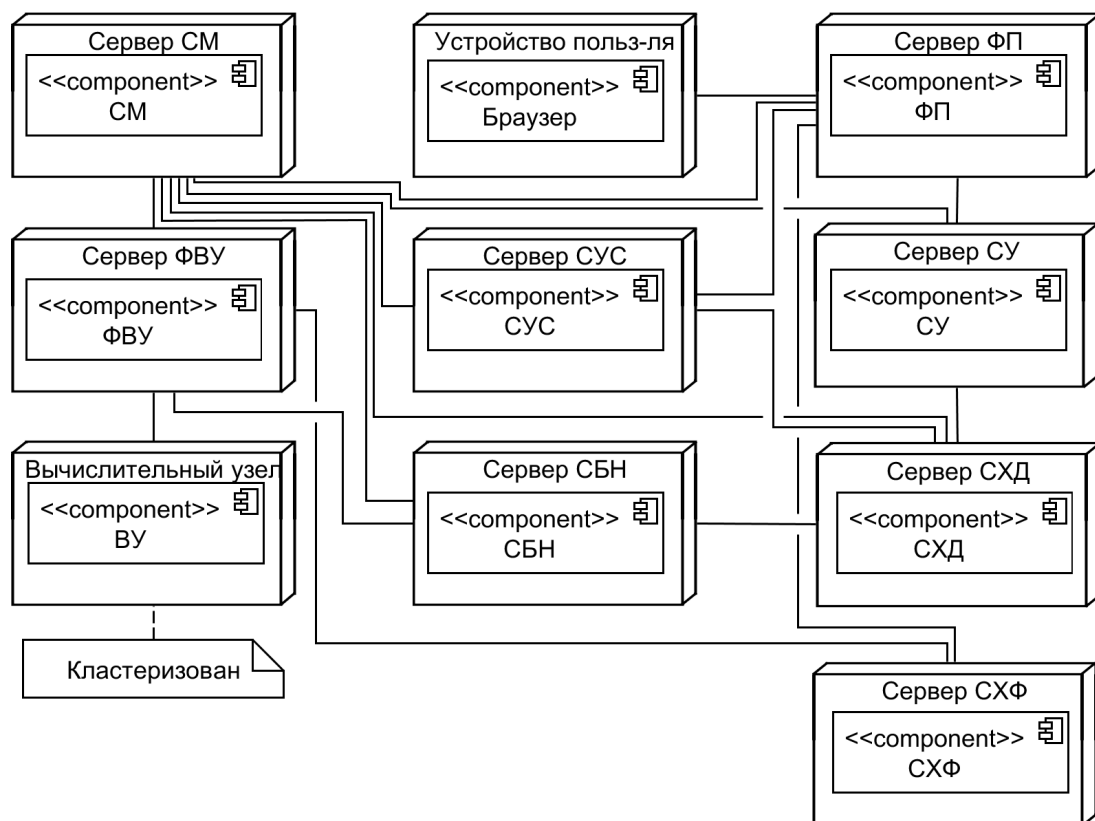 Сервер СМ
<<component>>
СМ
Устройство польз-ля
<<component>>
Браузер
Сервер ФП
<<component>>
ФП
Сервер ФВУ
<<component>>
ФВУ
Сервер СУС
<<component>>
СУС
Сервер СУ
<<component>>
СУ
Вычислительный узел
<<component>>
ВУ
Сервер СБН
<<component>>
СБН
Сервер СХД
<<component>>
СХД
Кластеризован
Сервер СХФ
<<component>>
СХФ